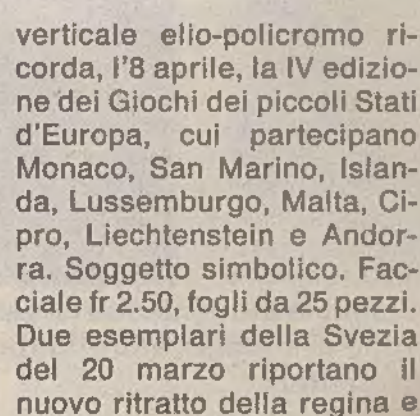 verticale elio-policromo ri-
corda, l'8 aprile, la IV edizio-
ne dei Giochi dei piccoli Stati
d'Europa, cui partecipano
Monaco, San Marino, Islan-
da, Lussemburgo, Malta, Ci-
pro, Liechtenstein e Andor-
ra. Soggetto simbolico. Fac-
ciale fr 2.50, fogli da 25 pezzi.
Due esemplari della Svezia
del 20 marzo riportano il
nuovo ritratto della regina e